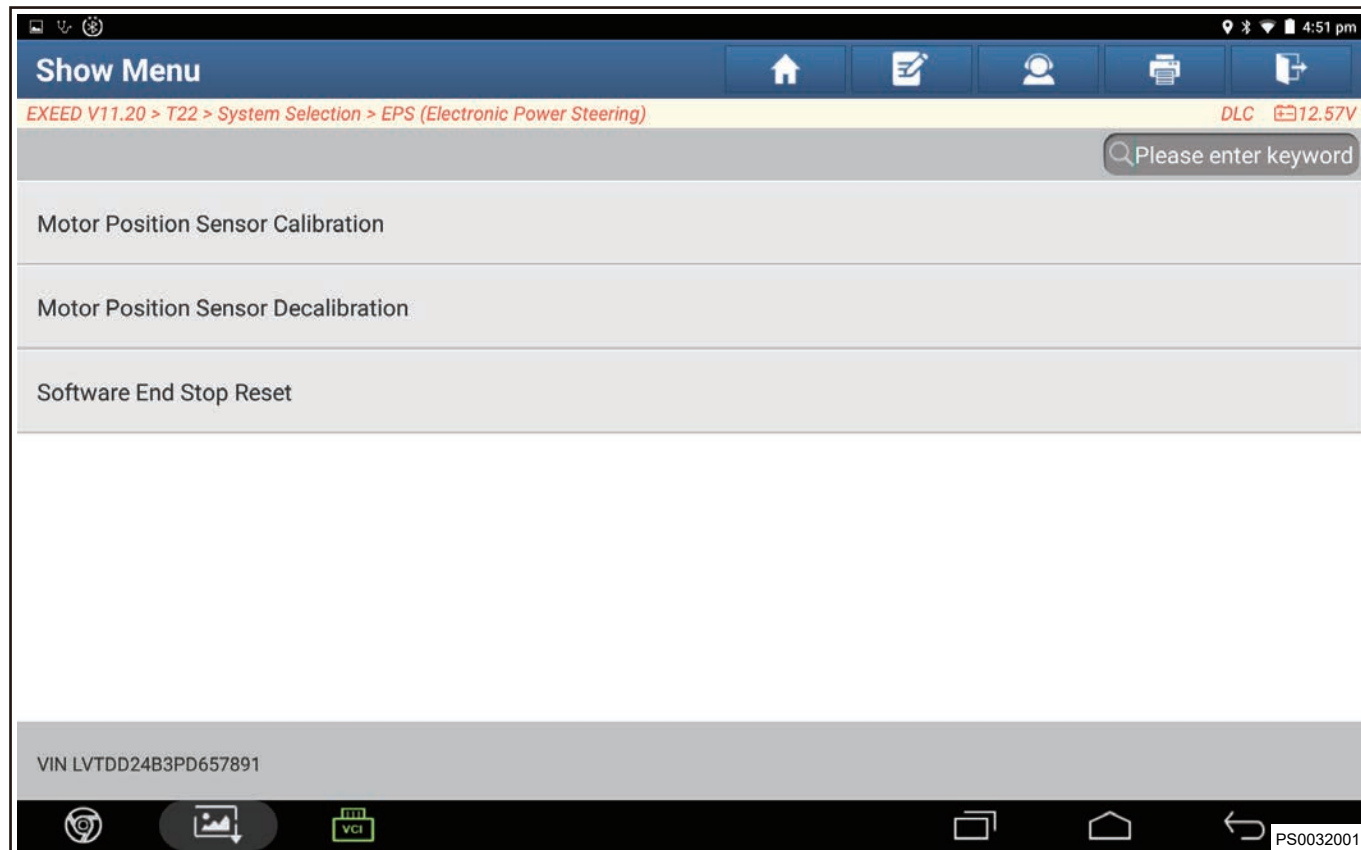 4:51 pm
Show Menu
EXEED V11.20 > T22 > System Selection > EPS (Electronic Power Steering)
DLC 12.57V
Please enter keyword
Motor Position Sensor Calibration
Motor Position Sensor Decalibration
Software End Stop Reset
VIN LVTDD24B3PD657891
VCI
PS0032001